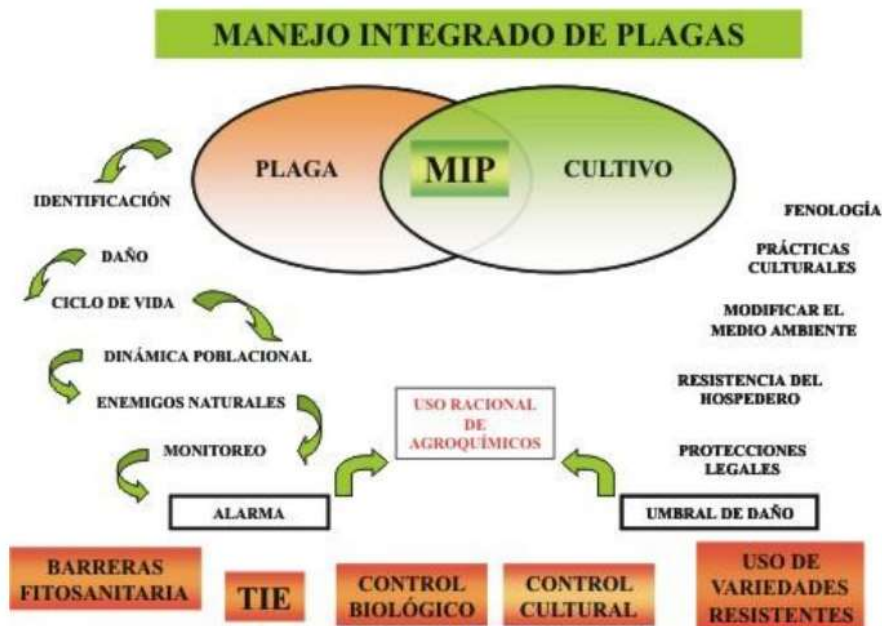 MANEJO INTEGRADO DE PLAGAS
PLAGA
MIP
CULTIVO
IDENTIFICACIÓN
DAÑO
CICLO DE VIDA
DINÁMICA POBLACIONAL
ENEMIGOS NATURALES
MONITOREO
ALARMA
USO RACIONAL
DE
AGROQUÍMICOS
FENOLOGÍA
PRÁCTICAS
CULTURALES
MODIFICAR EL
MEDIO AMBIENTE
RESISTENCIA DEL
HOSPEDERO
PROTECCIONES
LEGALES
UMBRAL DE DAÑO
BARRERAS
FITOSANITARIA
TIE
CONTROL
BIOLÓGICO
CONTROL
CULTURAL
USO DE
VARIEDADES
RESISTENTES